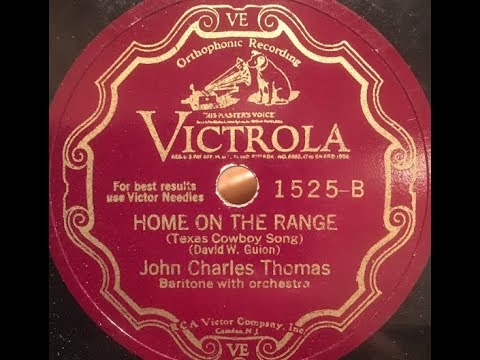 VE
Orthophonic Recording
"HIS MASTER'S VOICE"
VICTROLA
For best results
use Victor Needles
1525-B
HOME ON THE RANGE
(Texas Cowboy Song)
(David W. Guion)
John Charles Thomas
Baritone with orchestra
RCA Victor Company, Inc.
Camden, N.J.
VE